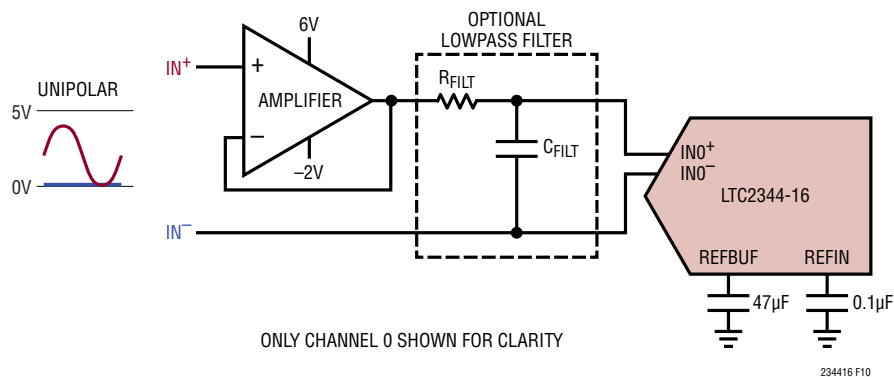 OPTIONAL
LOWPASS FILTER
6V
IN+
+
AMPLIFIER
–
–2V
RFILT
CFILT
UNIPOLAR
5V
0V
IN–
IN0+
IN0–
LTC2344-16
REFBUF
REFIN
47µF
0.1µF
ONLY CHANNEL 0 SHOWN FOR CLARITY
234416 F10